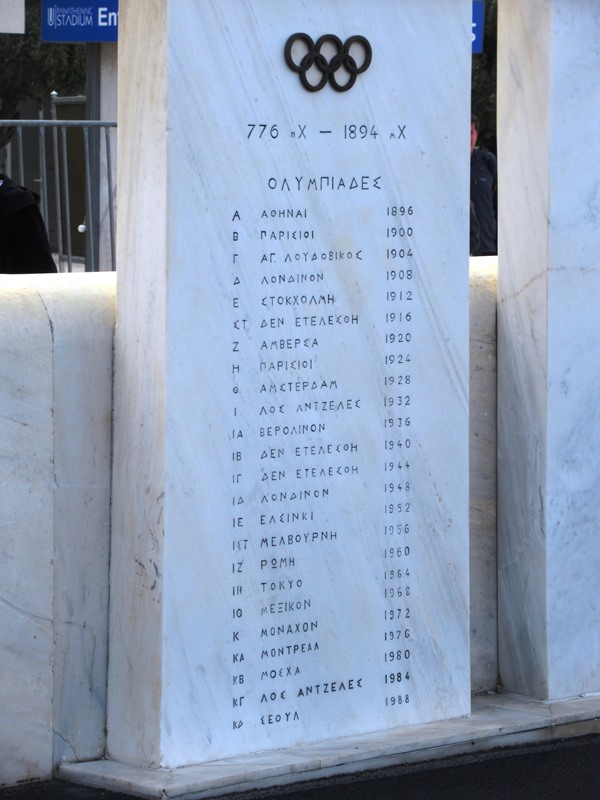 PANATHENAIC
STADIUM
En
776 πΧ — 1894 μΧ
ΟΛΥΜΠΙΑΔΕΣ
Α ΑΘΗΝΑΙ 1896
Β ΠΑΡΙΣΙΟΙ 1900
Γ ΑΓ. ΛΟΥΔΟΒΙΚΟΣ 1904
Δ ΛΟΝΔΙΝΟΝ 1908
Ε ΣΤΟΚΧΟΛΜΗ 1912
ΣΤ ΔΕΝ ΕΤΕΛΕΣΘΗ 1916
Ζ ΑΜΒΕΡΣΑ 1920
Η ΠΑΡΙΣΙΟΙ 1924
Θ ΑΜΣΤΕΡΔΑΜ 1928
Ι ΛΟΣ ΑΝΤΖΕΛΕΣ 1932
ΙΑ ΒΕΡΟΛΙΝΟΝ 1936
ΙΒ ΔΕΝ ΕΤΕΛΕΣΘΗ 1940
ΙΓ ΔΕΝ ΕΤΕΛΕΣΘΗ 1944
ΙΔ ΛΟΝΔΙΝΟΝ 1948
ΙΕ ΕΛΣΙΝΚΙ 1952
ΙΣΤ ΜΕΛΒΟΥΡΝΗ 1956
ΙΖ ΡΩΜΗ 1960
ΙΗ ΤΟΚΥΟ 1964
ΙΘ ΜΕΞΙΚΟΝ 1968
Κ ΜΟΝΑΧΟΝ 1972
ΚΑ ΜΟΝΤΡΕΑΛ 1976
ΚΒ ΜΟΣΧΑ 1980
ΚΓ ΛΟΣ ΑΝΤΖΕΛΕΣ 1984
ΚΔ ΣΕΟΥΛ 1988